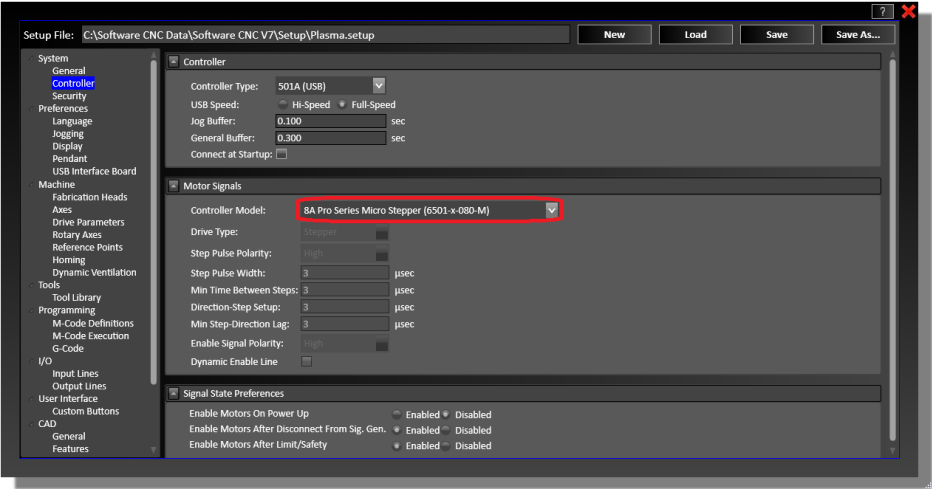 ?
Setup File: C:\Software CNC Data\Software CNC V7\Setup\Plasma.setup New Load Save Save As...
System
General
Controller
Security
Preferences
Language
Jogging
Display
Pendant
USB Interface Board
Machine
Fabrication Heads
Axes
Drive Parameters
Rotary Axes
Reference Points
Homing
Dynamic Ventilation
Tools
Tool Library
Programming
M-Code Definitions
M-Code Execution
G-Code
I/O
Input Lines
Output Lines
User Interface
Custom Buttons
CAD
General
Features
Controller
Controller Type: 501A (USB)
USB Speed: Hi-Speed Full-Speed
Jog Buffer: 0.100 sec
General Buffer: 0.300 sec
Connect at Startup:
Motor Signals
Controller Model: 8A Pro Series Micro Stepper (6501-x-080-M)
Drive Type: Stepper
Step Pulse Polarity: High
Step Pulse Width: 3 μsec
Min Time Between Steps: 3 μsec
Direction-Step Setup: 3 μsec
Min Step-Direction Lag: 3 μsec
Enable Signal Polarity: High
Dynamic Enable Line
Signal State Preferences
Enable Motors On Power Up Enabled Disabled
Enable Motors After Disconnect From Sig. Gen. Enabled Disabled
Enable Motors After Limit/Safety Enabled Disabled